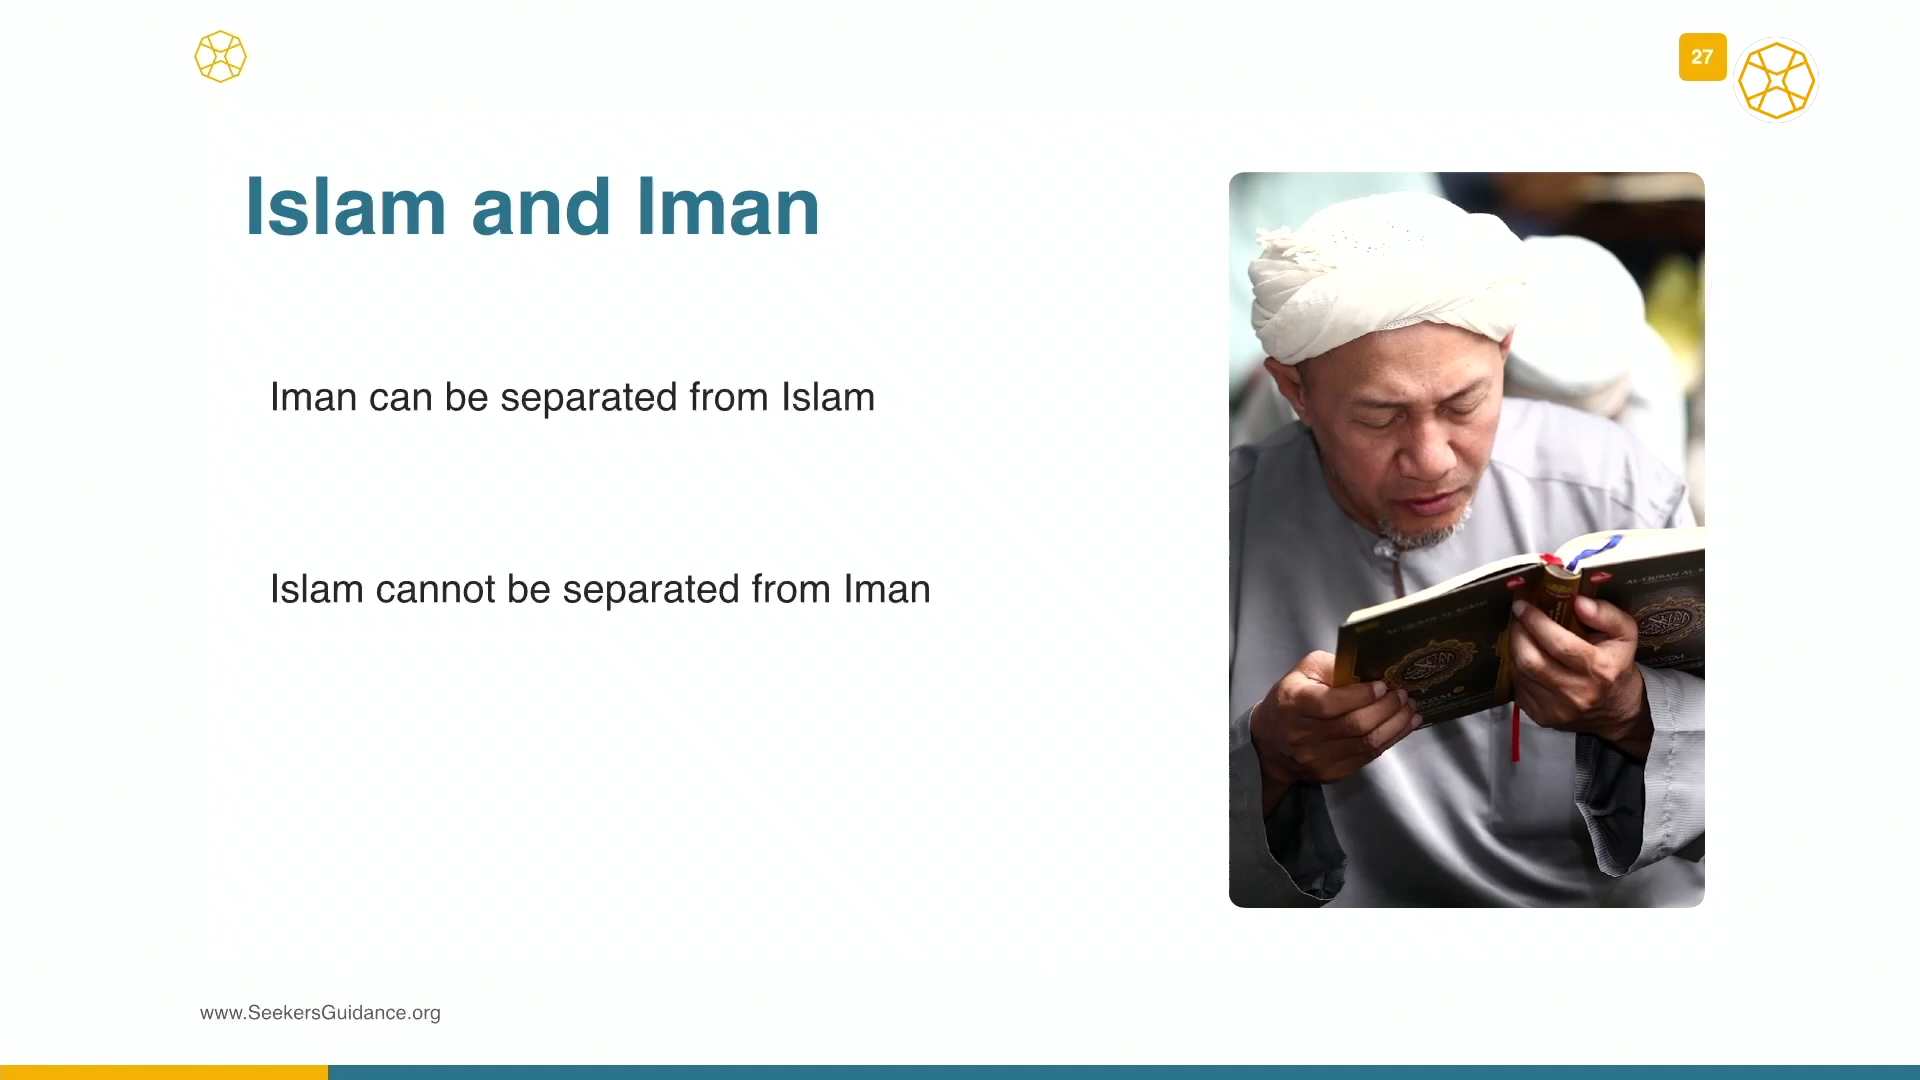 27
Islam and Iman
Iman can be separated from Islam
Islam cannot be separated from Iman
www.SeekersGuidance.org